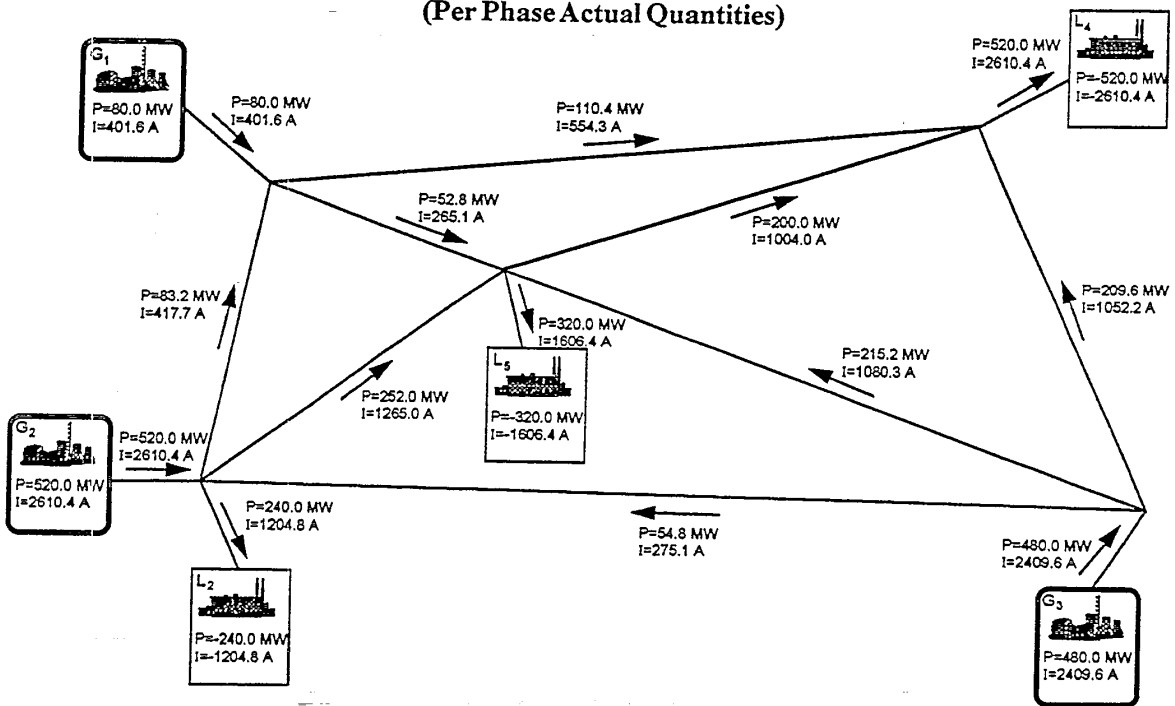 (Per Phase Actual Quantities)
G1
P=80.0 MW
I=401.6 A
P=80.0 MW
I=401.6 A
P=110.4 MW
I=554.3 A
P=520.0 MW
I=2610.4 A
L4
P=-520.0 MW
I=-2610.4 A
P=52.8 MW
I=265.1 A
P=200.0 MW
I=1004.0 A
P=83.2 MW
I=417.7 A
P=209.6 MW
I=1052.2 A
P=320.0 MW
I=1606.4 A
L5
P=-320.0 MW
I=-1606.4 A
P=215.2 MW
I=1080.3 A
P=252.0 MW
I=1265.0 A
G2
P=520.0 MW
I=2610.4 A
P=520.0 MW
I=2610.4 A
P=240.0 MW
I=1204.8 A
L2
P=-240.0 MW
I=-1204.8 A
P=54.8 MW
I=275.1 A
P=480.0 MW
I=2409.6 A
G3
P=480.0 MW
I=2409.6 A